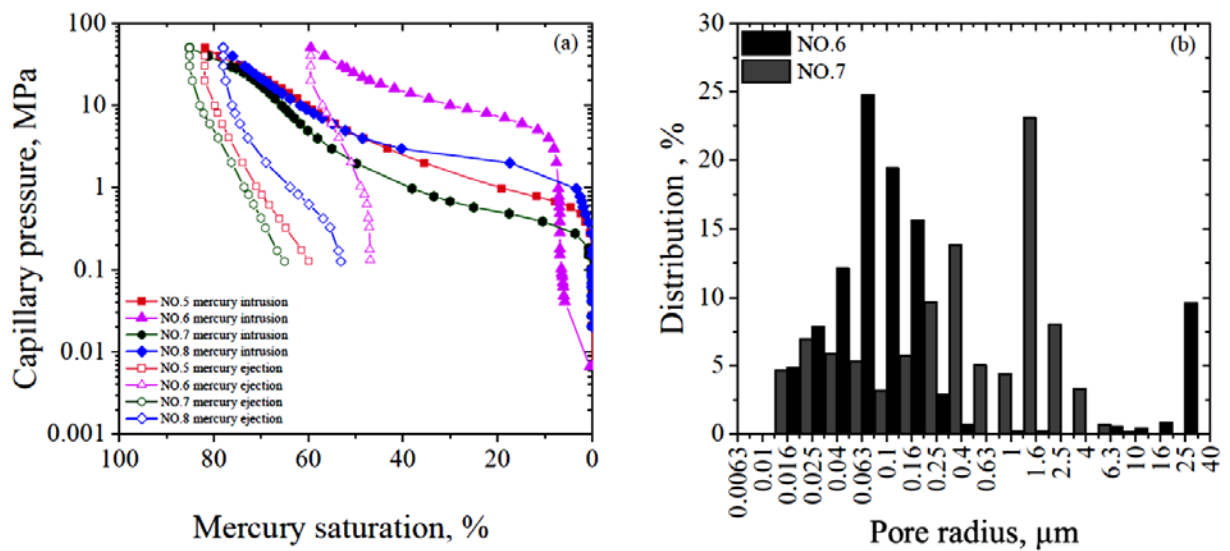 (a)
Capillary pressure, MPa
100
10
1
0.1
0.01
0.001
NO.5 mercury intrusion
NO.6 mercury intrusion
NO.7 mercury intrusion
NO.8 mercury intrusion
NO.5 mercury ejection
NO.6 mercury ejection
NO.7 mercury ejection
NO.8 mercury ejection
100 80 60 40 20 0
Mercury saturation, %
(b)
NO.6
NO.7
Distribution , %
30
25
20
15
10
5
0
0.0063 0.01 0.016 0.025 0.04 0.063 0.1 0.16 0.25 0.4 0.63 1 1.6 2.5 4 6.3 10 16 25 40
Pore radius, μm